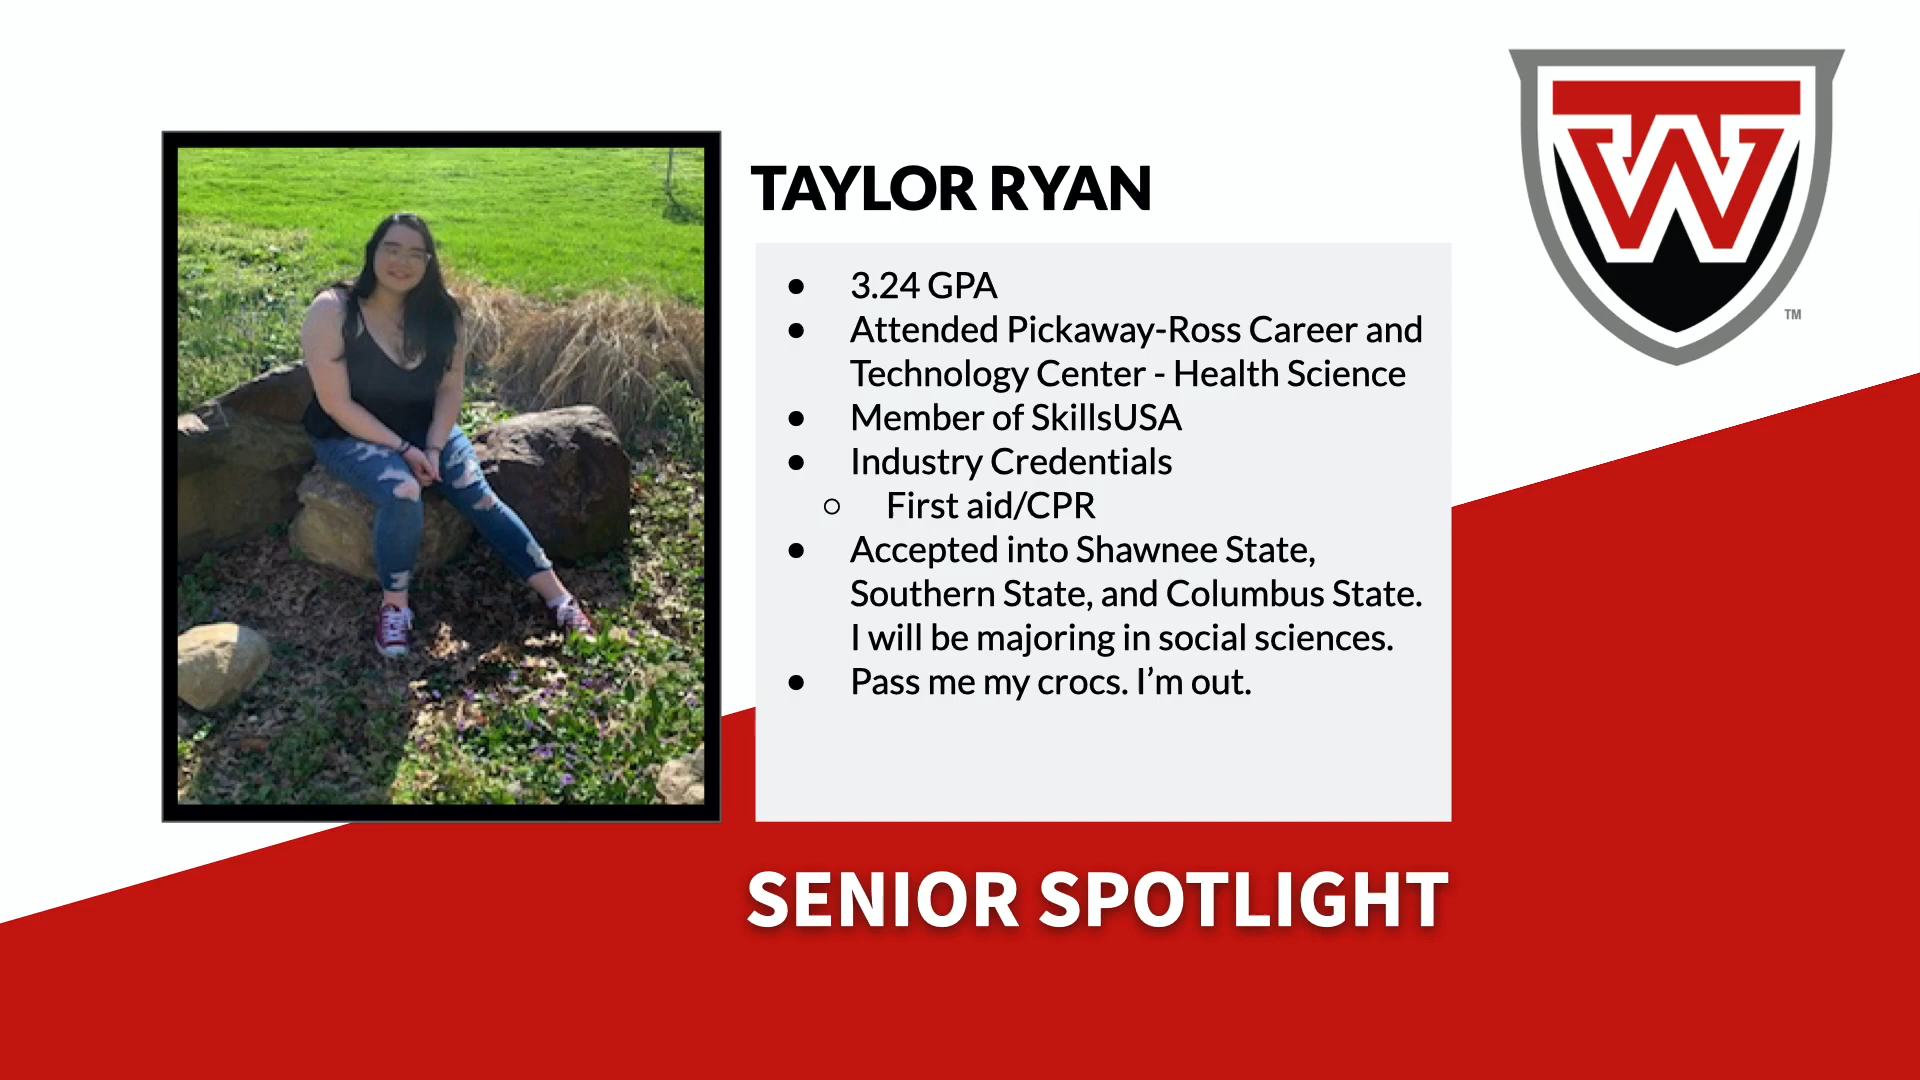 TAYLOR RYAN
● 3.24 GPA
● Attended Pickaway-Ross Career and
Technology Center - Health Science
● Member of SkillsUSA
● Industry Credentials
○ First aid/CPR
● Accepted into Shawnee State,
Southern State, and Columbus State.
I will be majoring in social sciences.
● Pass me my crocs. I’m out.
W
TM
SENIOR SPOTLIGHT